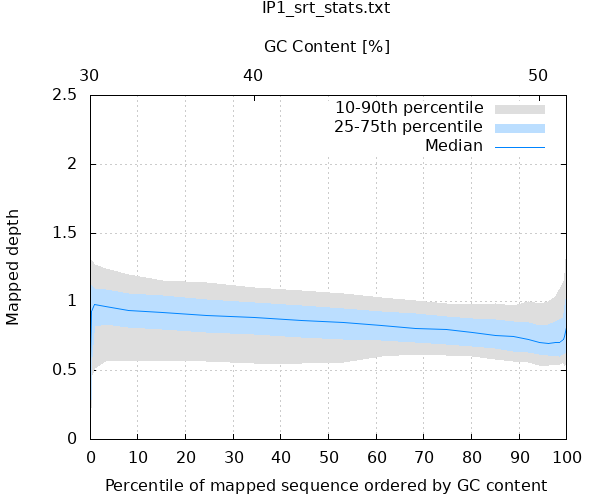 IP1_srt_stats.txt
GC Content [%]
30 40 50
2.5
2
1.5
1
0.5
0
10-90th percentile
25-75th percentile
Median
Mapped depth
0 10 20 30 40 50 60 70 80 90 100
Percentile of mapped sequence ordered by GC content